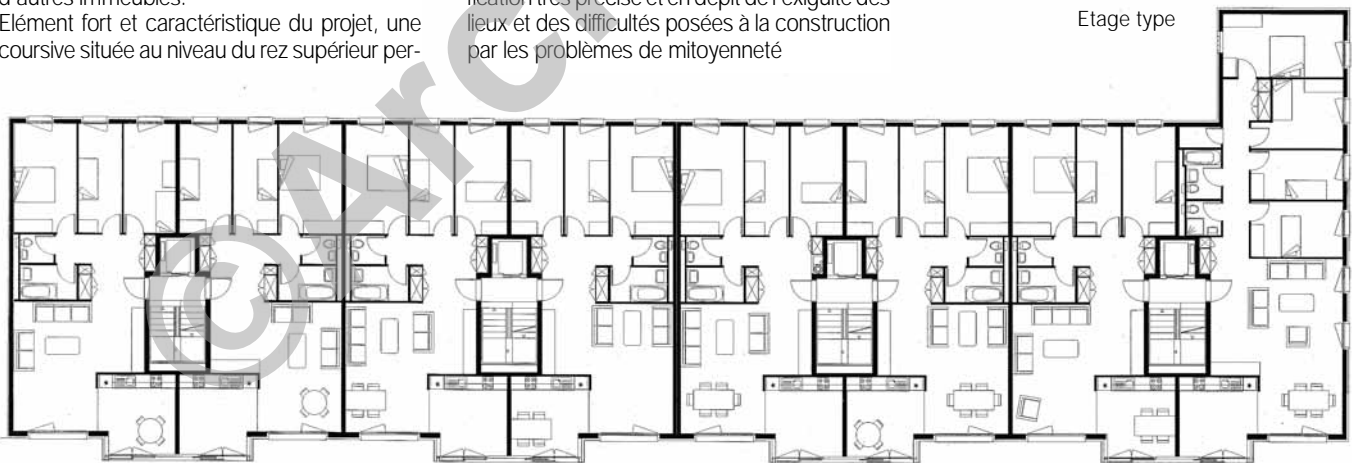 d'autres immeubles.
Elément fort et caractéristique du projet, une
coursive située au niveau du rez supérieur per-
fication très précise et en dépit de l'exiguïté des
lieux et des difficultés posées à la construction
par les problèmes de mitoyenneté
Etage type
©Arc